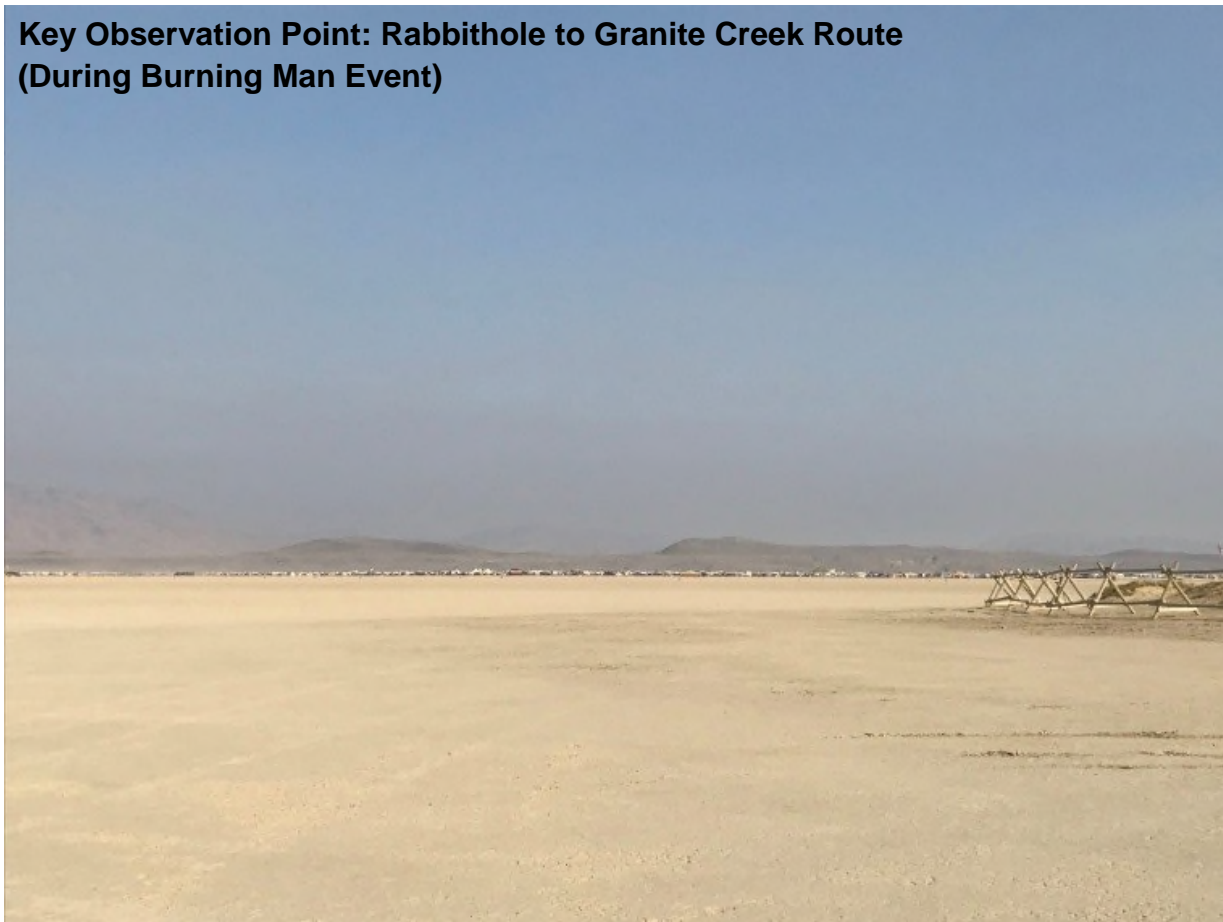 Key Observation Point: Rabbithole to Granite Creek Route
(During Burning Man Event)